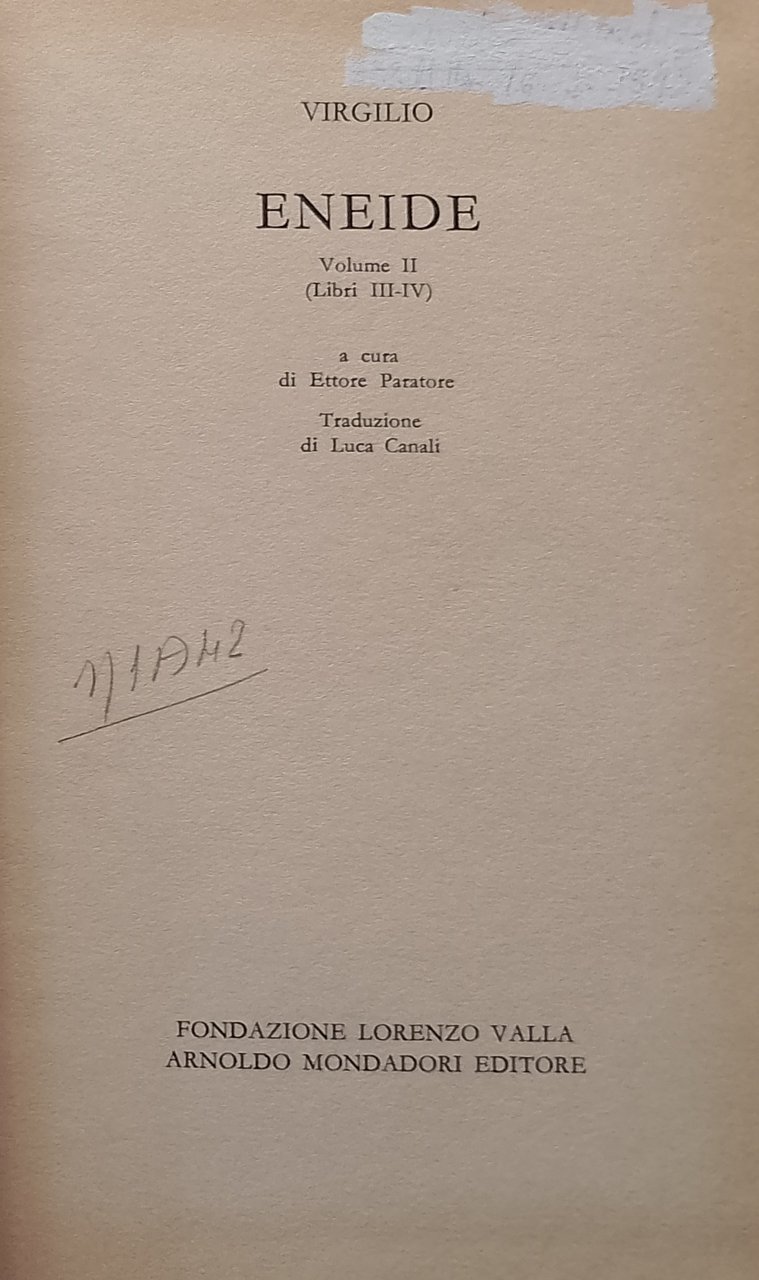 VIRGILIO
ENEIDE
Volume II
(Libri III-IV)
a cura
di Ettore Paratore
Traduzione
di Luca Canali
FONDAZIONE LORENZO VALLA
ARNOLDO MONDADORI EDITORE